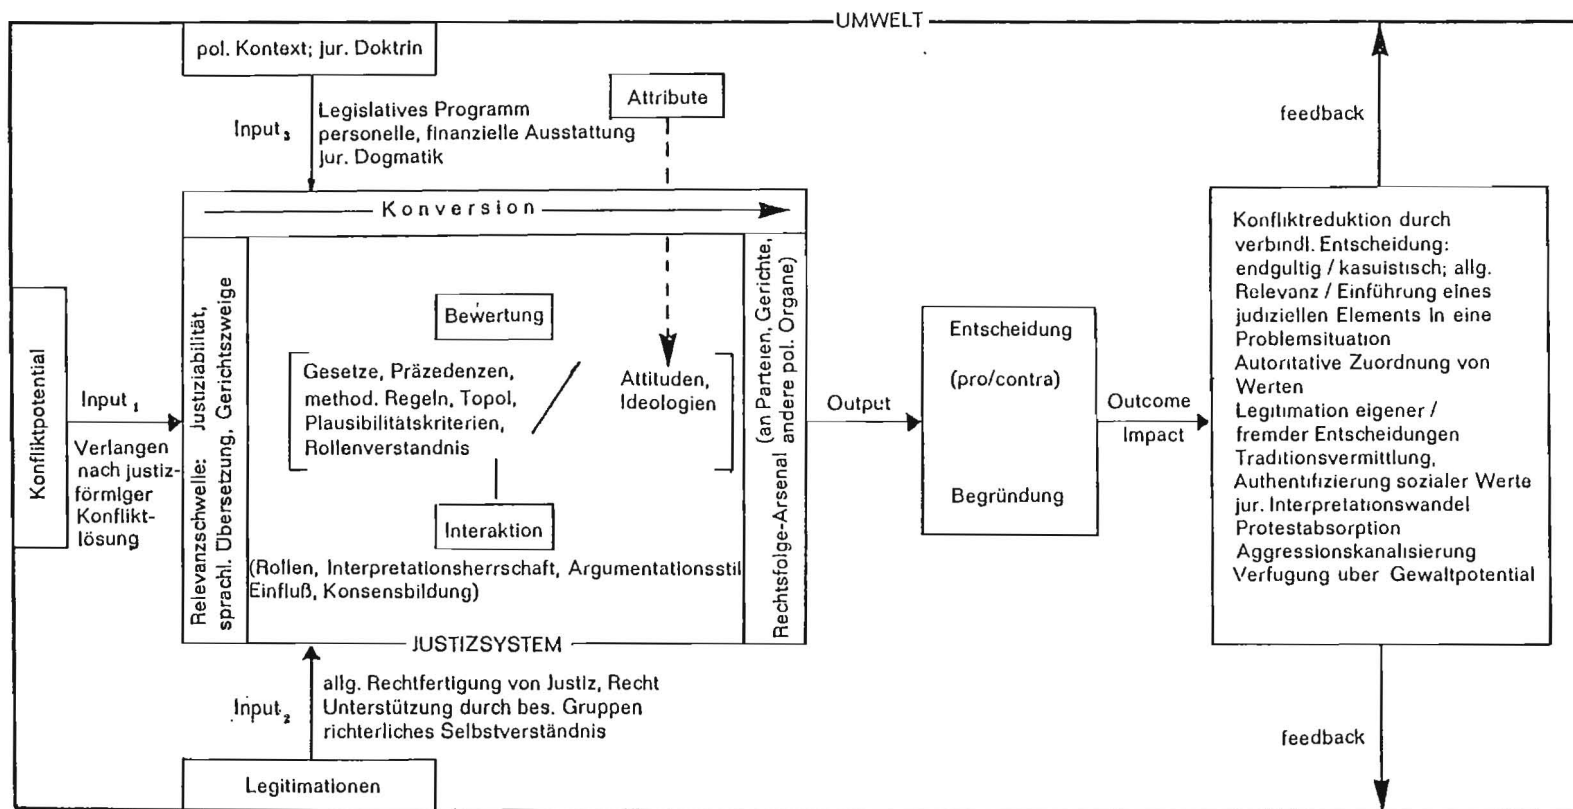 UMWELT
pol. Kontext; jur. Doktrin
Input₃
Legislatives Programm
personelle, finanzielle Ausstattung
jur. Dogmatik
Attribute
feedback
Konversion
Konfliktpotential
Input₁
Verlangen
nach justiz-
förmiger
Konflikt-
lösung
Relevanzschwelle: Justiziabilität,
sprachl. Übersetzung, Gerichtszweige
Bewertung
Gesetze, Präzedenzen,
method. Regeln, Topoi,
Plausibilitätskriterien,
Rollenverstandnis
Attituden,
Ideologien
Interaktion
(Rollen, Interpretationsherrschaft, Argumentationsstil
Einfluß, Konsensbildung)
Rechtsfolge-Arsenal (an Parteien, Gerichte,
andere pol. Organe)
JUSTIZSYSTEM
Output
Entscheidung
(pro/contra)
Begründung
Outcome
Impact
Konfliktreduktion durch
verbindl. Entscheidung:
endgultig / kasuistisch; allg.
Relevanz / Einführung eines
judiziellen Elements in eine
Problemsituation
Autoritative Zuordnung von
Werten
Legitimation eigener /
fremder Entscheidungen
Traditionsvermittlung,
Authentifizierung sozialer Werte
jur. Interpretationswandel
Protestabsorption
Aggressionskanalisierung
Verfugung uber Gewaltpotential
Input₂
allg. Rechtfertigung von Justiz, Recht
Unterstützung durch bes. Gruppen
richterliches Selbstverständnis
Legitimationen
feedback